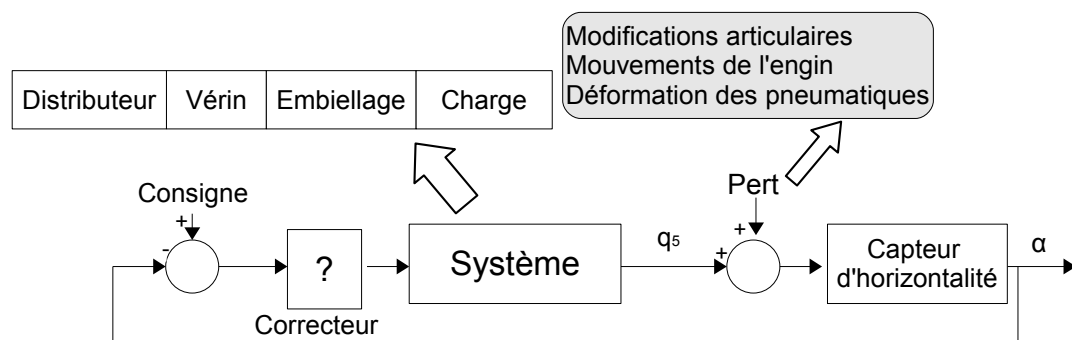 Modifications articulaires
Mouvements de l'engin
Déformation des pneumatiques
Distributeur
Vérin
Embiellage
Charge
Consigne
+
-
?
Correcteur
Système
q5
Pert
+
+
Capteur
d'horizontalité
α